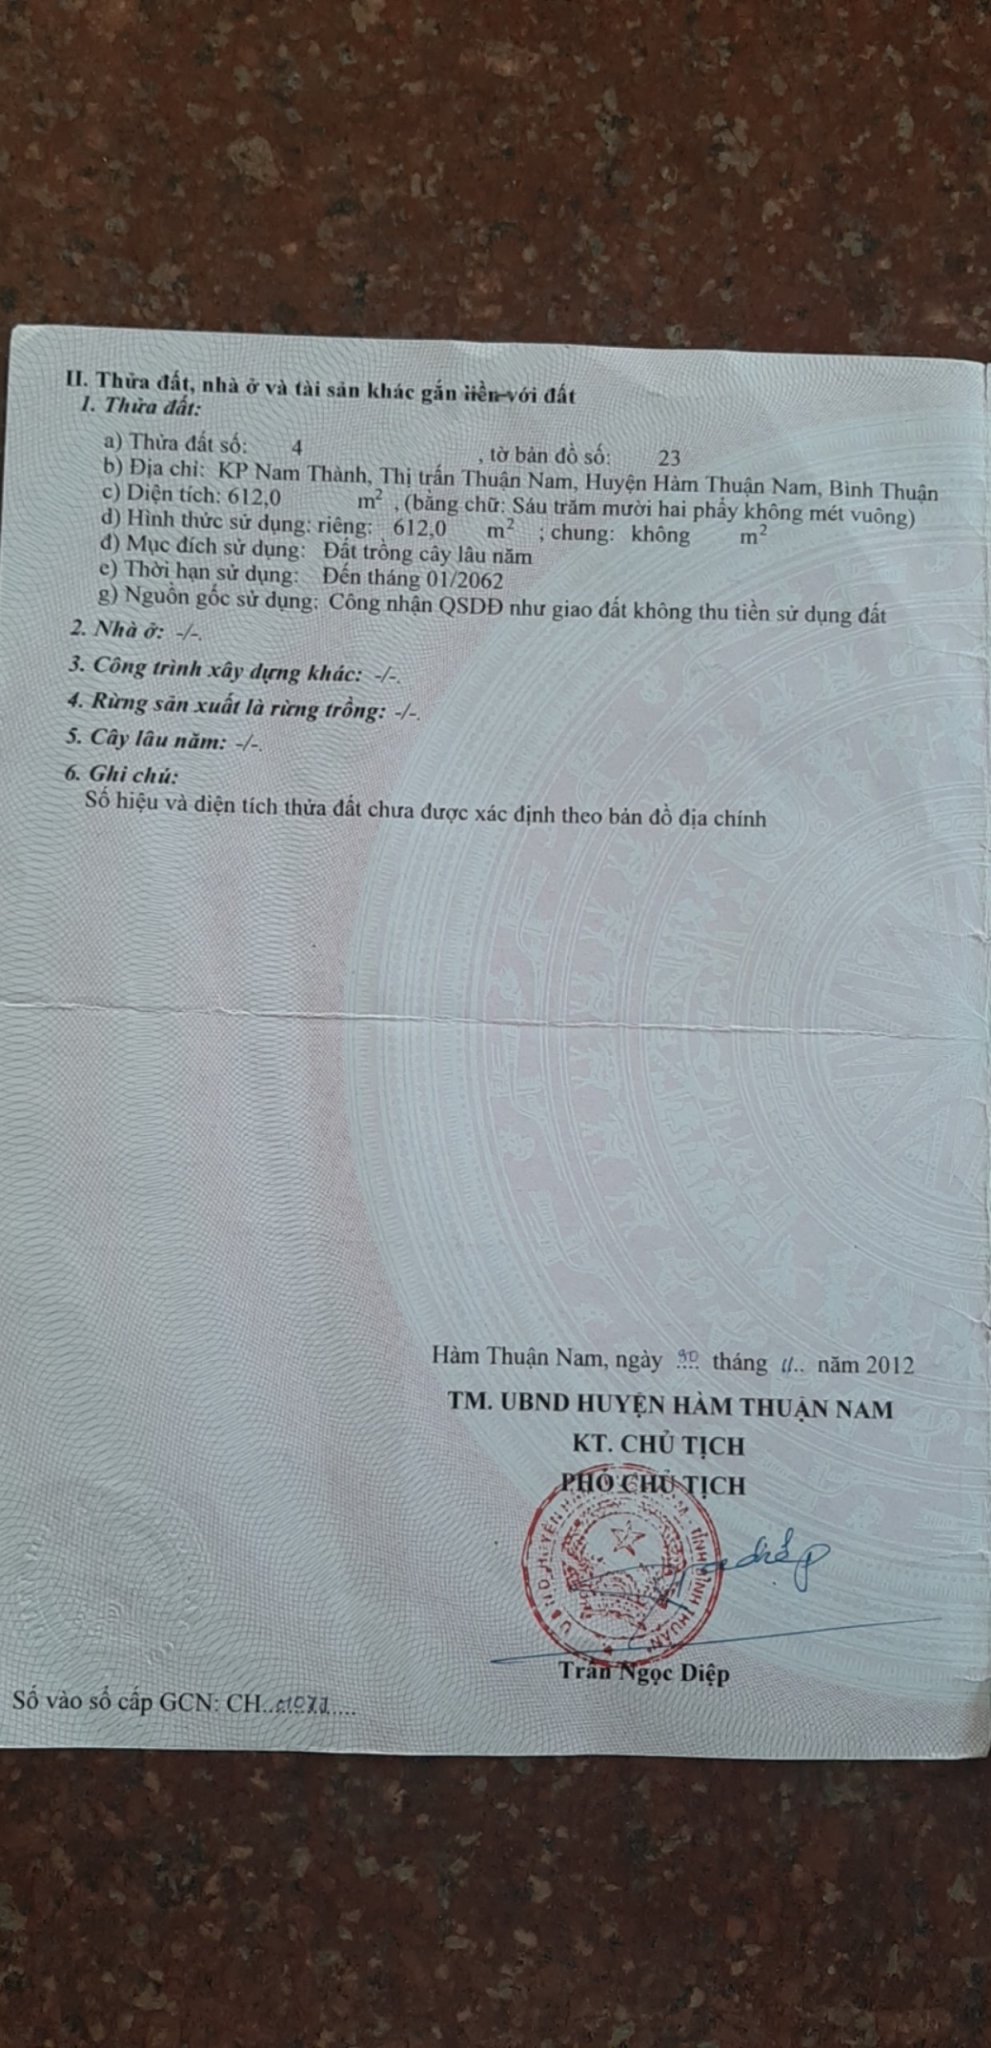 II. Thửa đất, nhà ở và tài sản khác gắn liền với đất
1. Thửa đất:
a) Thửa đất số: 4 , tờ bản đồ số: 23
b) Địa chỉ: KP Nam Thành, Thị trấn Thuận Nam, Huyện Hàm Thuận Nam, Bình Thuận
c) Diện tích: 612,0 m², (bằng chữ: Sáu trăm mười hai phẩy không mét vuông)
d) Hình thức sử dụng: riêng: 612,0 m² ; chung: không m²
đ) Mục đích sử dụng: Đất trồng cây lâu năm
e) Thời hạn sử dụng: Đến tháng 01/2062
g) Nguồn gốc sử dụng: Công nhận QSDĐ như giao đất không thu tiền sử dụng đất
2. Nhà ở: -/-.
3. Công trình xây dựng khác: -/-.
4. Rừng sản xuất là rừng trồng: -/-.
5. Cây lâu năm: -/-.
6. Ghi chú:
Số hiệu và diện tích thửa đất chưa được xác định theo bản đồ địa chính
Hàm Thuận Nam, ngày tháng 11.. năm 2012
TM. UBND HUYỆN HÀM THUẬN NAM
KT. CHỦ TỊCH
PHÓ CHỦ TỊCH
Trần Ngọc Diệp
Số vào sổ cấp GCN: CH